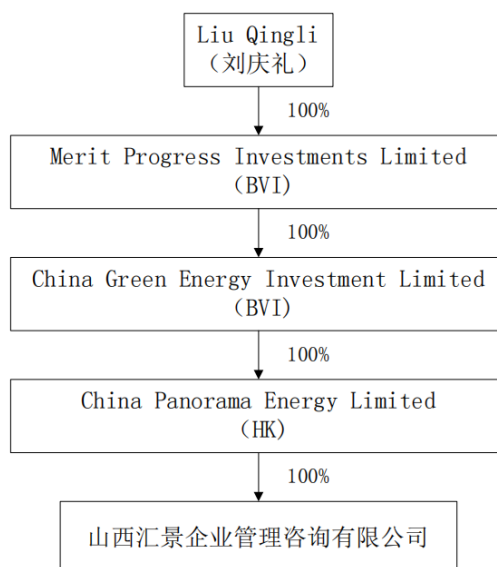 Liu Qingli
（刘庆礼）
100%
Merit Progress Investments Limited
(BVI)
100%
China Green Energy Investment Limited
(BVI)
100%
China Panorama Energy Limited
(HK)
100%
山西汇景企业管理咨询有限公司